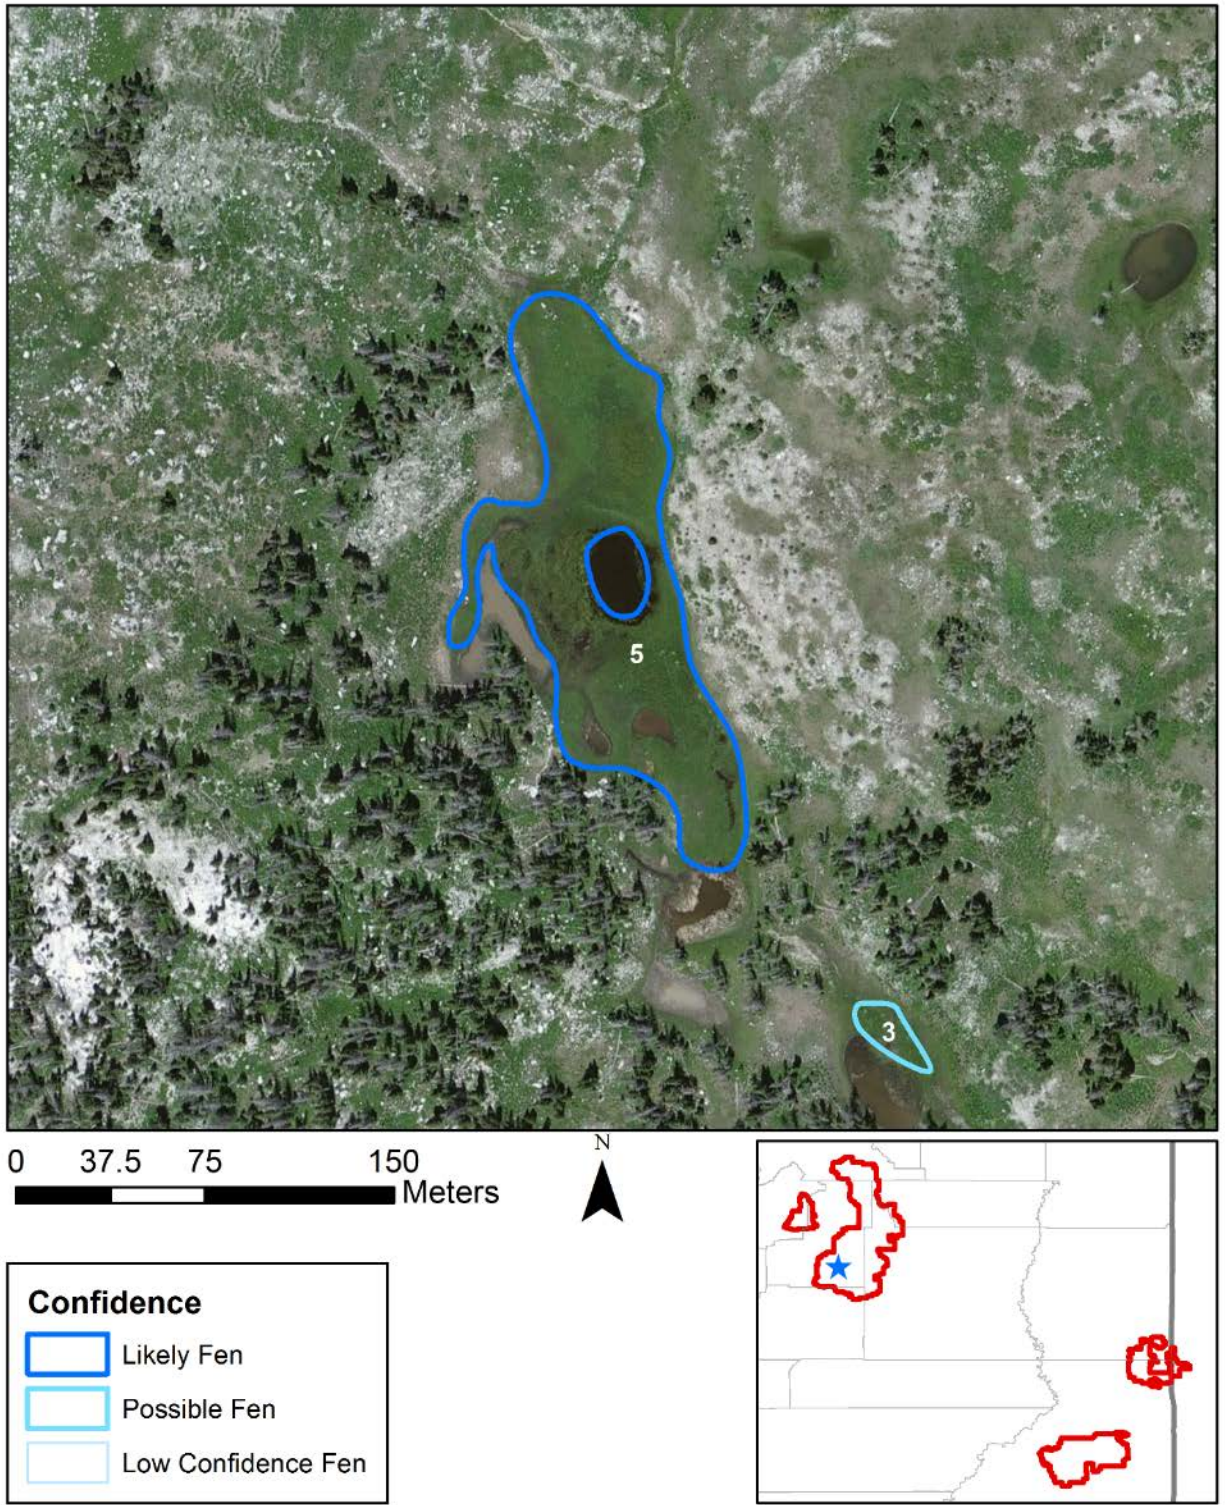 5
3
0 37.5 75 150
Meters
N
Confidence
Likely Fen
Possible Fen
Low Confidence Fen